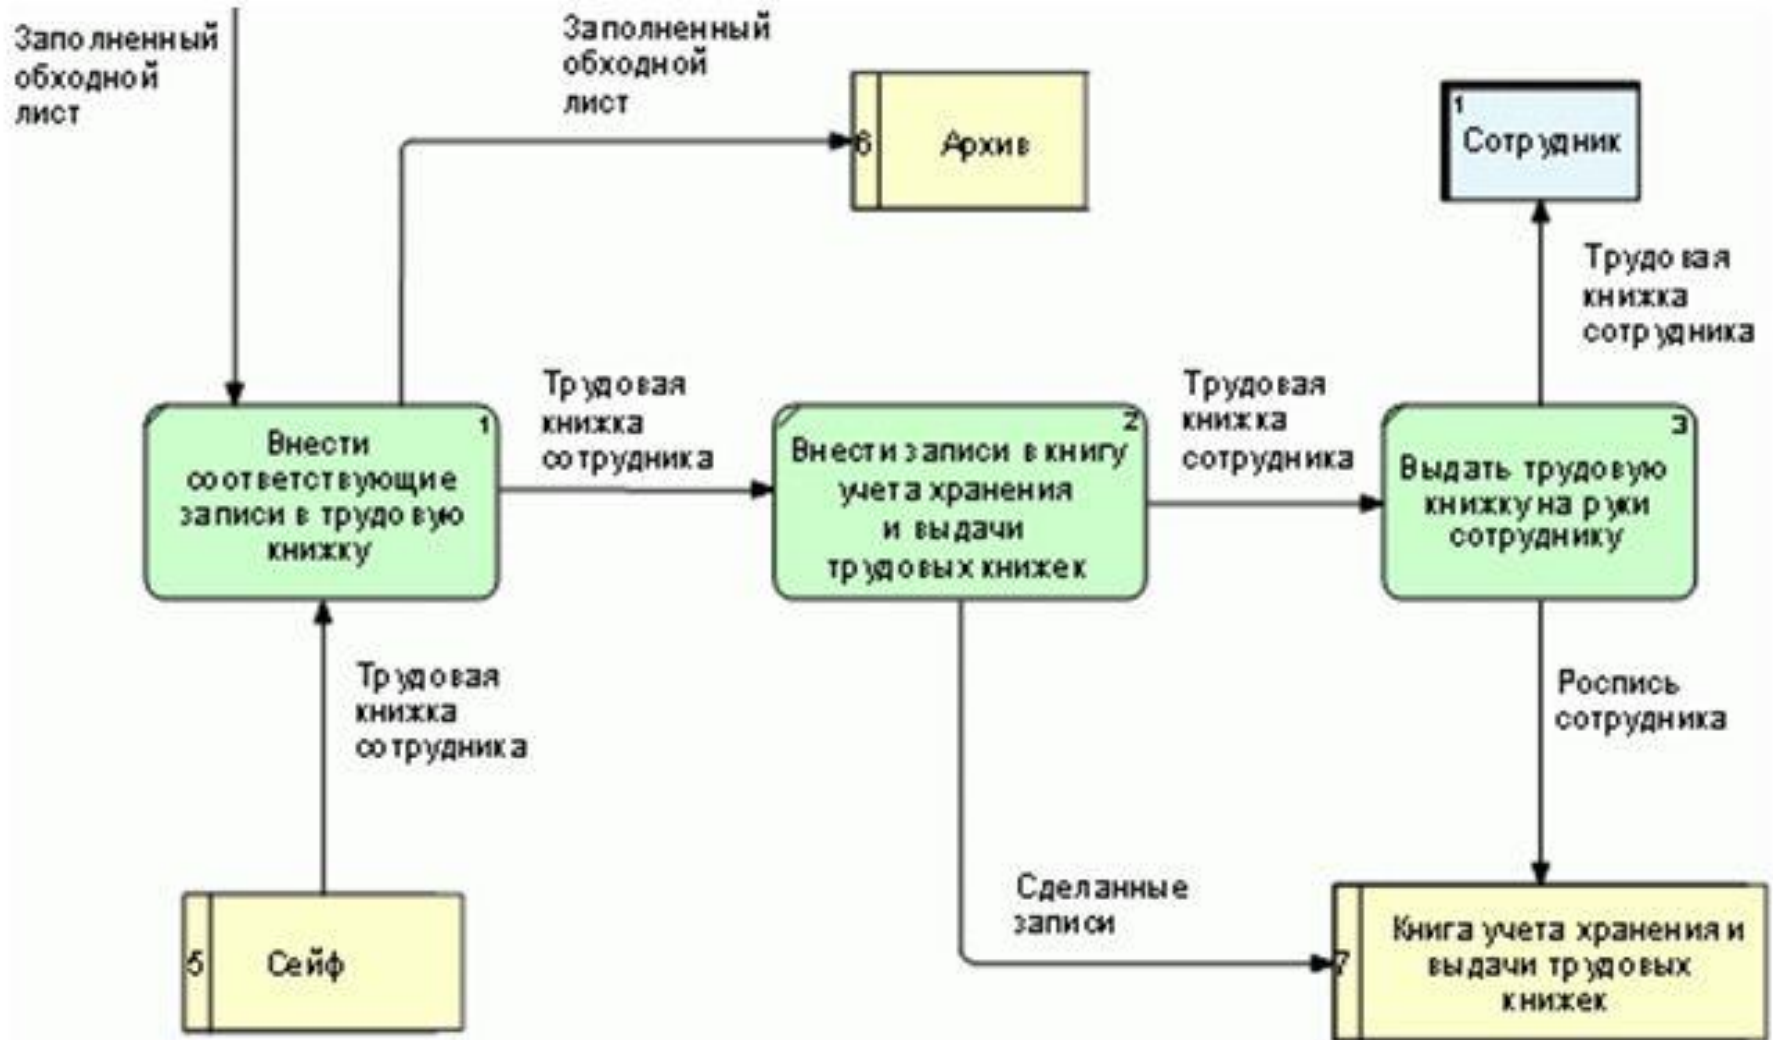 Заполненный
обходной
лист
Заполненный
обходной
лист
6
Архив
1
Сотрудник
Трудовая
книжка
сотрудника
1
Внести
соответствующие
записи в трудовую
книжку
Трудовая
книжка
сотрудника
2
Внести записи в книгу
учета хранения
и выдачи
трудовых книжек
Трудовая
книжка
сотрудника
3
Выдать трудовую
книжку на руки
сотруднику
Трудовая
книжка
сотрудника
Роспись
сотрудника
5
Сейф
Сделанные
записи
7
Книга учета хранения и
выдачи трудовых
книжек